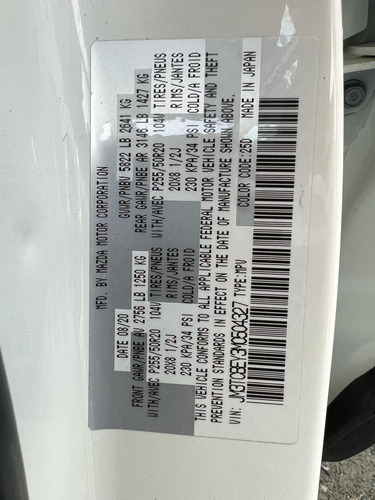 MFD. BY MAZDA MOTOR CORPORATION
DATE 08/20 GVWR/PNBV 5822 LB 2641 KG
FRONT GAWR/PNBE AV 2756 LB 1250 KG REAR GAWR/PNBE AR 3146 LB 1427 KG
WITH/AVEC P255/50R20 104V TIRES/PNEUS WITH/AVEC P255/50R20 104V TIRES/PNEUS
20X8 1/2J RIMS/JANTES 20X8 1/2J RIMS/JANTES
230 KPA/34 PSI COLD/A FROID 230 KPA/34 PSI COLD/A FROID
THIS VEHICLE CONFORMS TO ALL APPLICABLE FEDERAL MOTOR VEHICLE SAFETY AND THEFT
PREVENTION STANDARDS IN EFFECT ON THE DATE OF MANUFACTURE SHOWN ABOVE.
JM3TCBEY3M0504327 TYPE:MPV COLOR CODE:25D MADE IN JAPAN